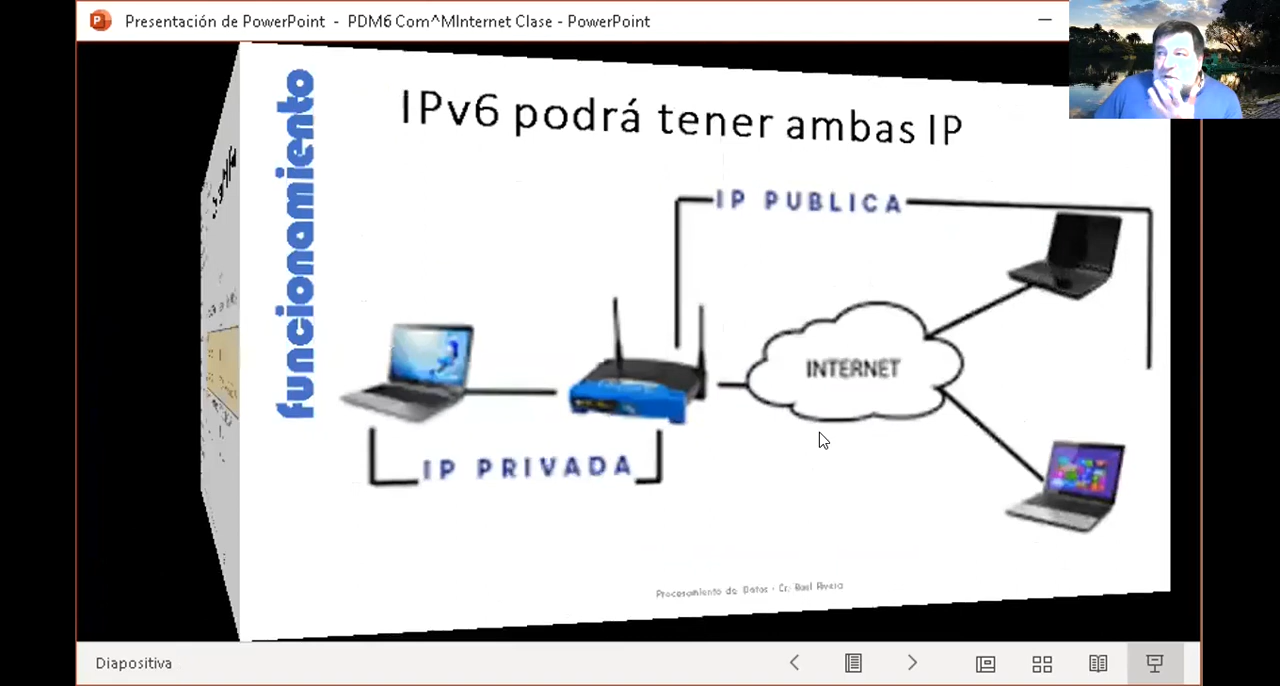 Presentación de PowerPoint - PDM6 Com^MInternet Clase - PowerPoint
funcionamiento
IPv6 podrá tener ambas IP
IP PUBLICA
INTERNET
IP PRIVADA
Procesamiento de Datos - Cr. Raul Rivera
Diapositiva